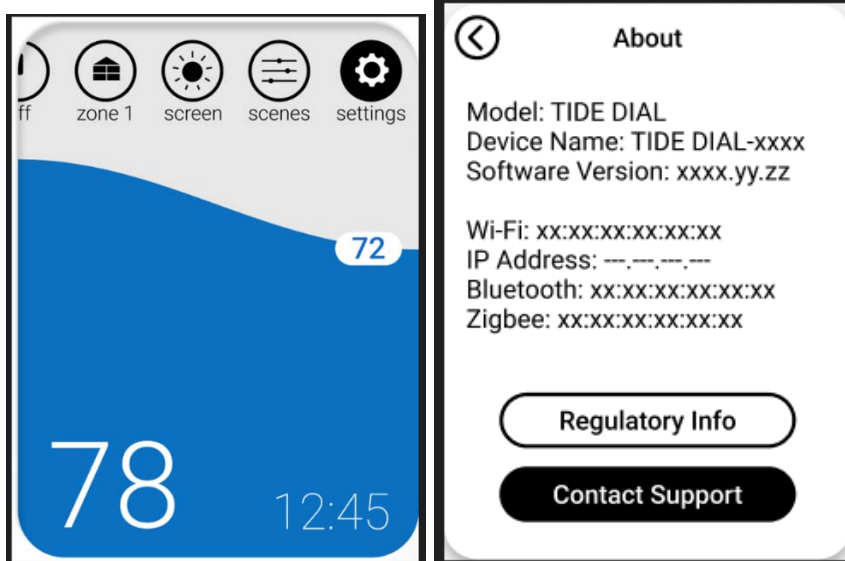 ff zone 1 screen scenes settings
72
78
12:45
About
Model: TIDE DIAL
Device Name: TIDE DIAL-xxxx
Software Version: xxxx.yy.zz
Wi-Fi: xx:xx:xx:xx:xx:xx
IP Address: ---.---.---.---
Bluetooth: xx:xx:xx:xx:xx:xx
Zigbee: xx:xx:xx:xx:xx:xx
Regulatory Info
Contact Support